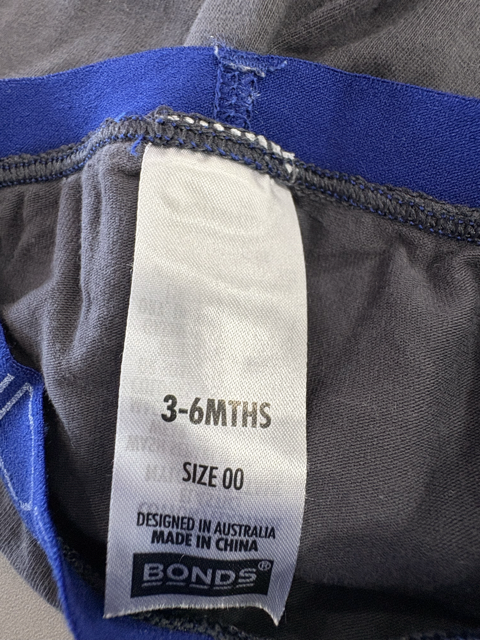 3-6MTHS
SIZE 00
DESIGNED IN AUSTRALIA
MADE IN CHINA
BONDS®